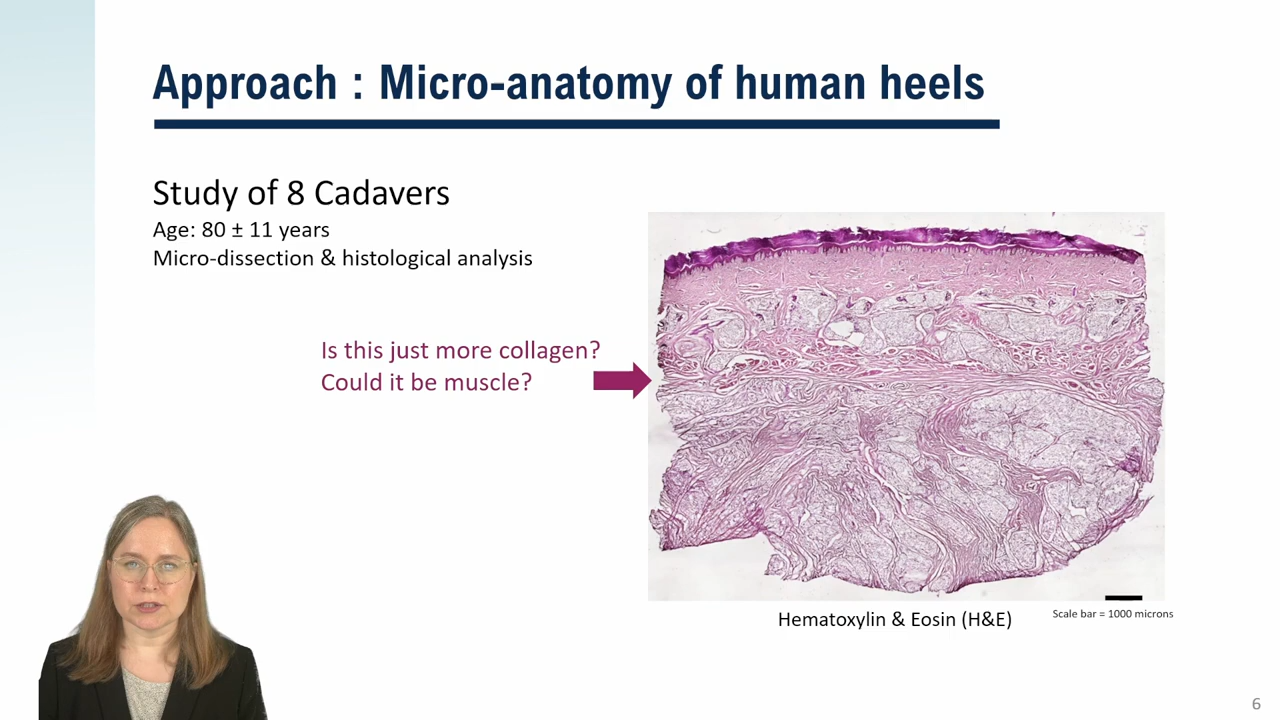 Approach : Micro-anatomy of human heels
Study of 8 Cadavers
Age: 80 ± 11 years
Micro-dissection & histological analysis
Is this just more collagen?
Could it be muscle?
Hematoxylin & Eosin (H&E)
Scale bar = 1000 microns
6